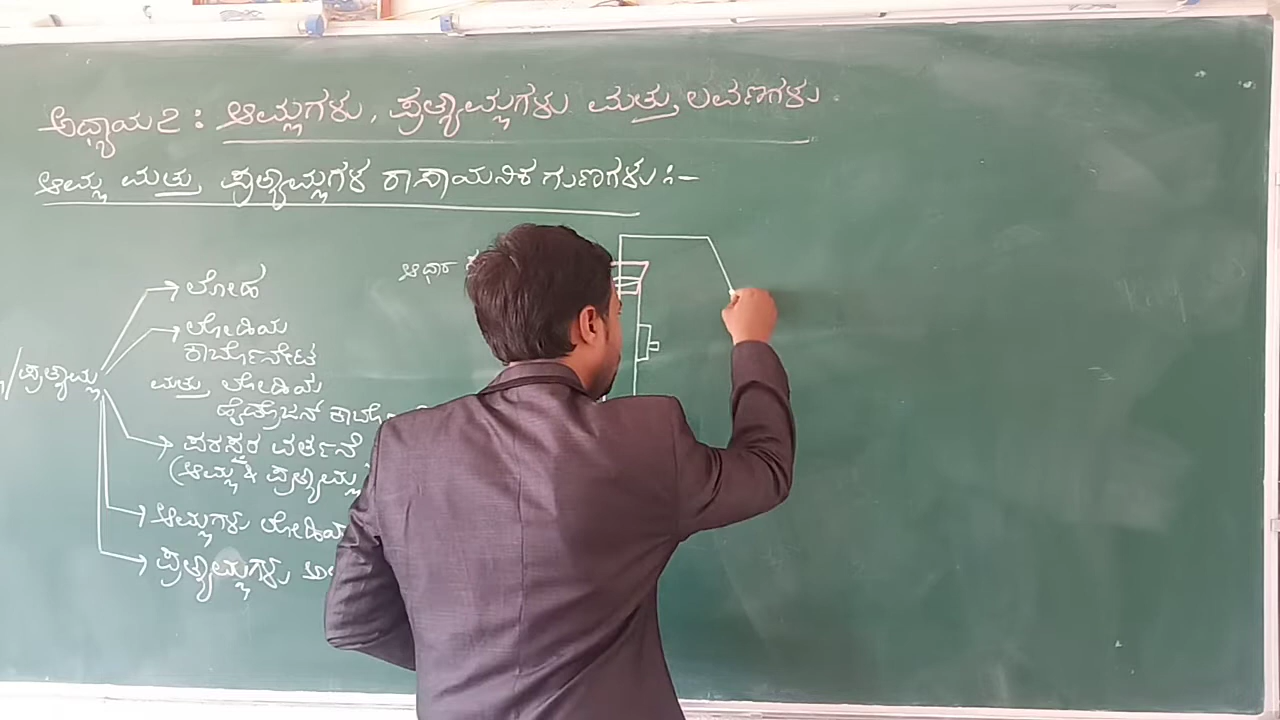 ಅಧ್ಯಾಯ 2 : ಆಮ್ಲಗಳು, ಪ್ರತ್ಯಾಮ್ಲಗಳು ಮತ್ತು ಲವಣಗಳು
ಆಮ್ಲ ಮತ್ತು ಪ್ರತ್ಯಾಮ್ಲಗಳ ರಾಸಾಯನಿಕ ಗುಣಗಳು :-
ಆಧಾರ
ಲೋಹ
ಲೋಹಿಯ
ಕಾರ್ಬೋನೇಟ
/ಪ್ರತ್ಯಾಮ್ಲ
ಮತ್ತು ಲೋಹಿಯ
ಹೈಡ್ರೋಜನ್
ಪರಸ್ಪರ ವರ್ತನೆ
(ಆಮ್ಲ & ಪ್ರತ್ಯಾಮ್ಲ
ಆಮ್ಲಗಳು ಲೋಹಿಯ
ಪ್ರತ್ಯಾಮ್ಲಗಳು